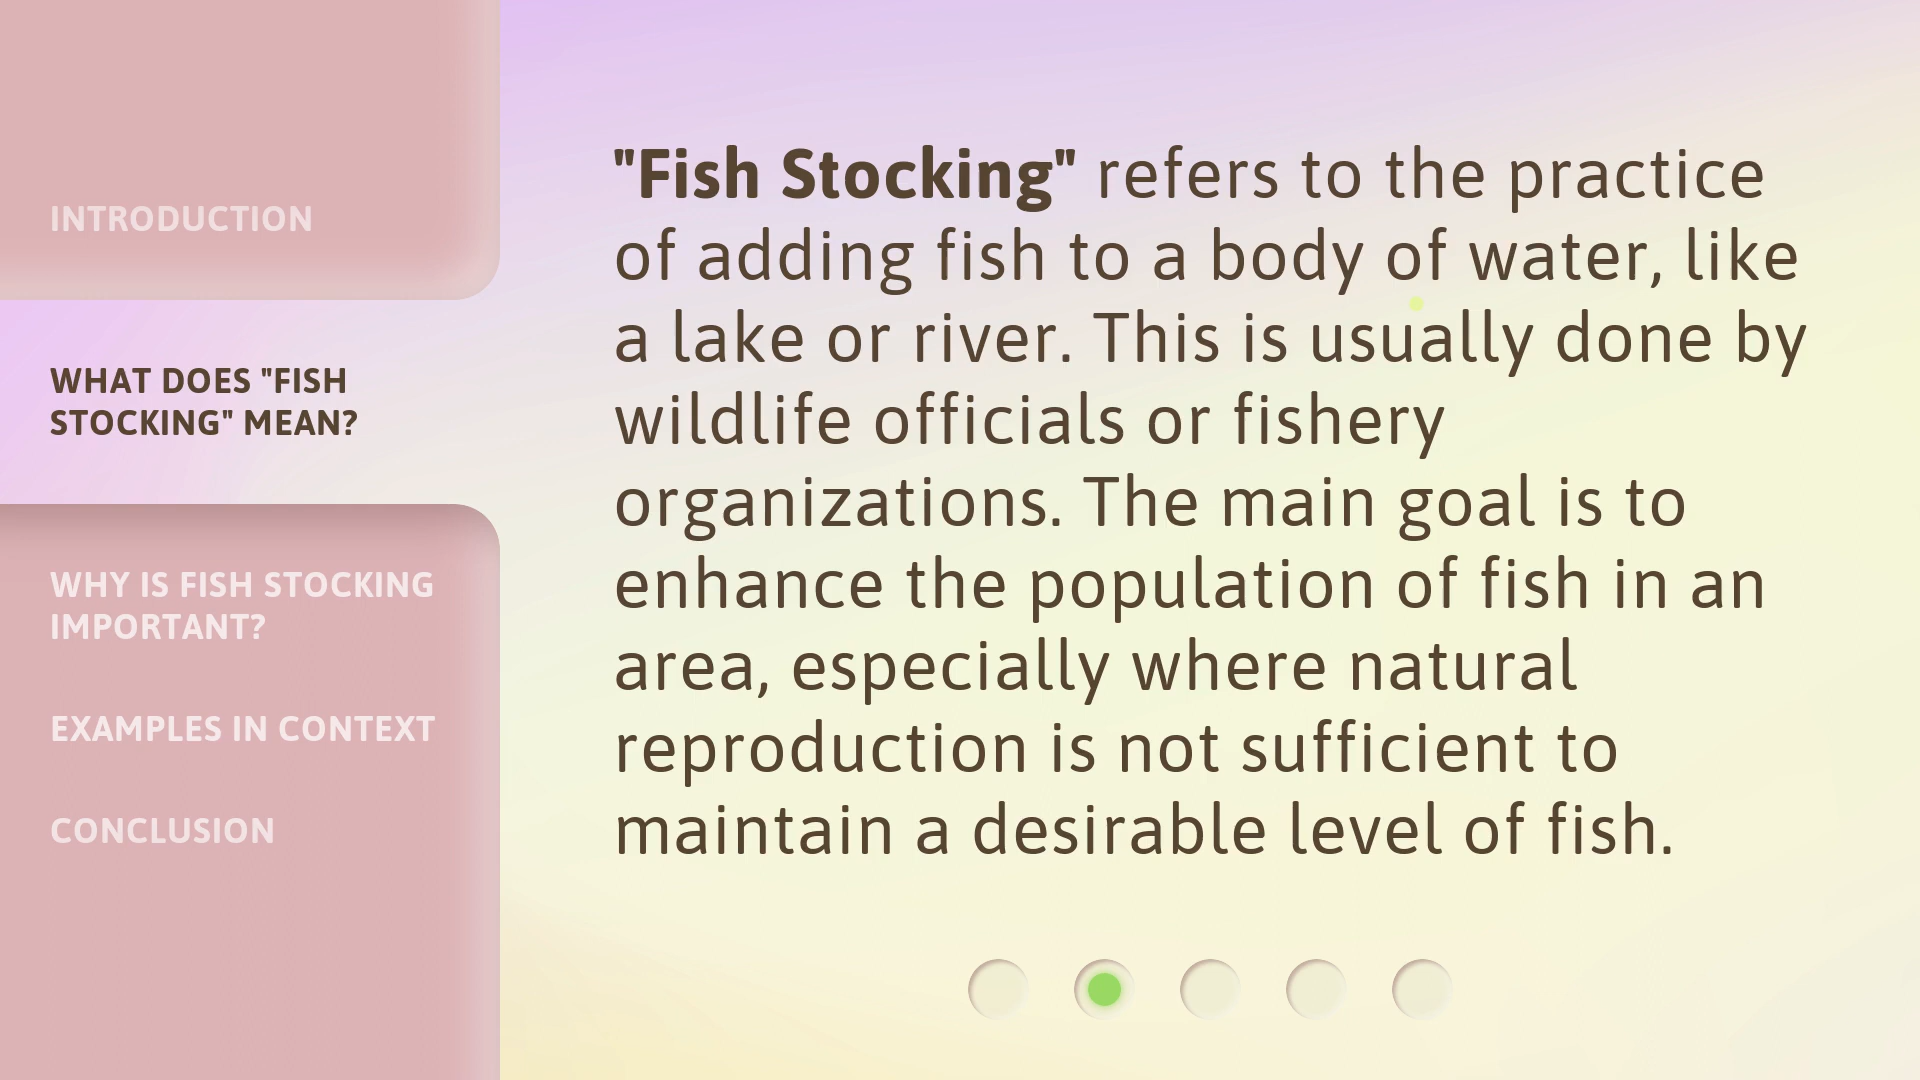 INTRODUCTION
WHAT DOES "FISH
STOCKING" MEAN?
WHY IS FISH STOCKING
IMPORTANT?
EXAMPLES IN CONTEXT
CONCLUSION
"Fish Stocking" refers to the practice
of adding fish to a body of water, like
a lake or river. This is usually done by
wildlife officials or fishery
organizations. The main goal is to
enhance the population of fish in an
area, especially where natural
reproduction is not sufficient to
maintain a desirable level of fish.